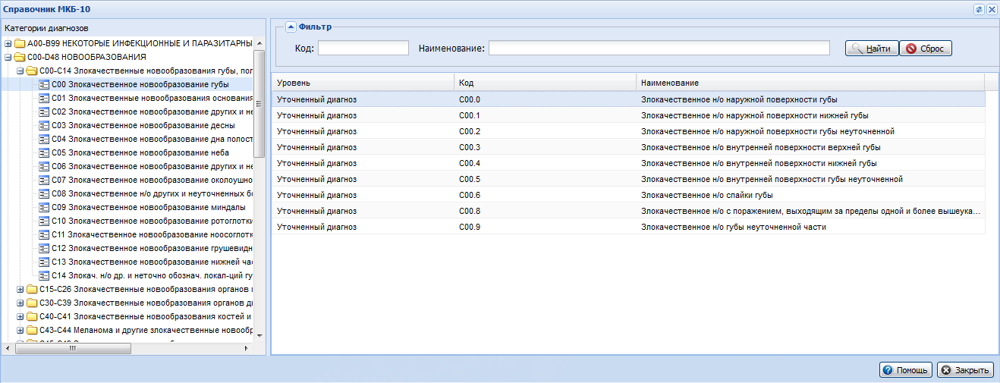 Справочник МКБ-10
Категории диагнозов
A00-B99 НЕКОТОРЫЕ ИНФЕКЦИОННЫЕ И ПАРАЗИТАРНЫ
C00-D48 НОВООБРАЗОВАНИЯ
C00-C14 Злокачественные новообразования губы, пол
C00 Злокачественное новообразование губы
C01 Злокачественные новообразования основания
C02 Злокачественное новообразование других и не
C03 Злокачественное новообразование десны
C04 Злокачественное новообразование дна полост
C05 Злокачественное новообразование неба
C06 Злокачественное новообразование других и не
C07 Злокачественное новообразование околоушно
C08 Злокачественное н/о других и неуточненных бо
C09 Злокачественное новообразование миндалы
C10 Злокачественное новообразование ротоглотки
C11 Злокачественное новообразование ноосоглотк
C12 Злокачественное новообразование грушевидн
C13 Злокачественное новообразование нижней час
C14 Злокач. н/о др. и неточно обознач. локал-ций гу
C15-C26 Злокачественные новообразования органов
C30-C39 Злокачественные новообразования органов ды
C40-C41 Злокачественные новообразования костей и
C43-C44 Меланома и другие злокачественные новообр
Фильтр
Код: Наименование: Найти Сброс
Уровень Код Наименование
Уточненный диагноз C00.0 Злокачественное н/о наружной поверхности губы
Уточненный диагноз C00.1 Злокачественное н/о наружной поверхности нижней губы
Уточненный диагноз C00.2 Злокачественное н/о наружной поверхности губы неуточненной
Уточненный диагноз C00.3 Злокачественное н/о внутренней поверхности верхней губы
Уточненный диагноз C00.4 Злокачественное н/о внутренней поверхности нижней губы
Уточненный диагноз C00.5 Злокачественное н/о внутренней поверхности губы неуточненной
Уточненный диагноз C00.6 Злокачественное н/о спайки губы
Уточненный диагноз C00.8 Злокачественное н/о с поражением, выходящим за пределы одной и более вышеука...
Уточненный диагноз C00.9 Злокачественное н/о губы неуточненной части
Помощь Закрыть